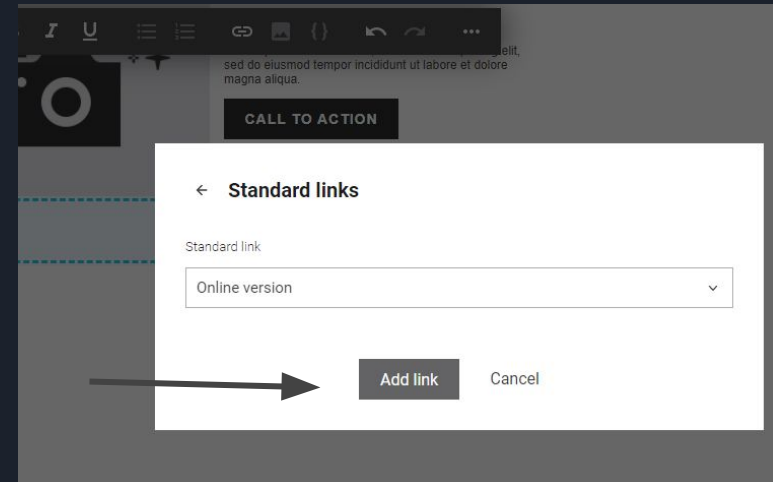 I U
elit,
sed do eiusmod tempor incididunt ut labore et dolore
magna aliqua.
CALL TO ACTION
Standard links
Standard link
Online version
Add link Cancel